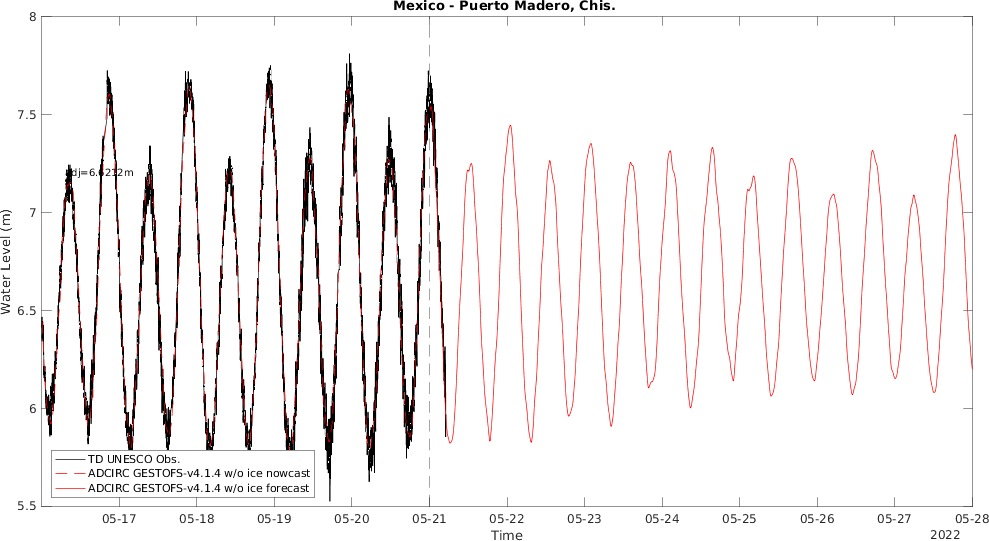 Mexico - Puerto Madero, Chis.
8
7.5
7
6.5
6
5.5
Water Level (m)
adj=6.6212m
TD UNESCO Obs.
ADCIRC GESTOFS-v4.1.4 w/o ice nowcast
ADCIRC GESTOFS-v4.1.4 w/o ice forecast
05-17 05-18 05-19 05-20 05-21 05-22 05-23 05-24 05-25 05-26 05-27 05-28
Time
2022